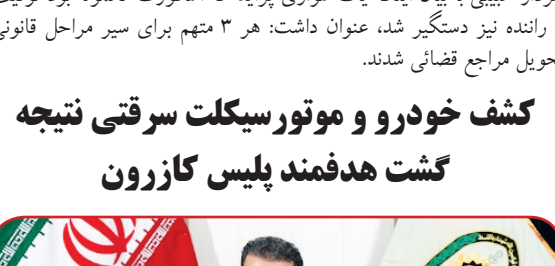 راننده نیز دستگیر شد، عنوان داشت: هر ۳ متهم برای سیر مراحل قانونی
حویل مراجع قضائی شدند.
کشف خودرو و موتورسیکلت سرقتی نتیجه
گشت هدفمند پلیس کازرون